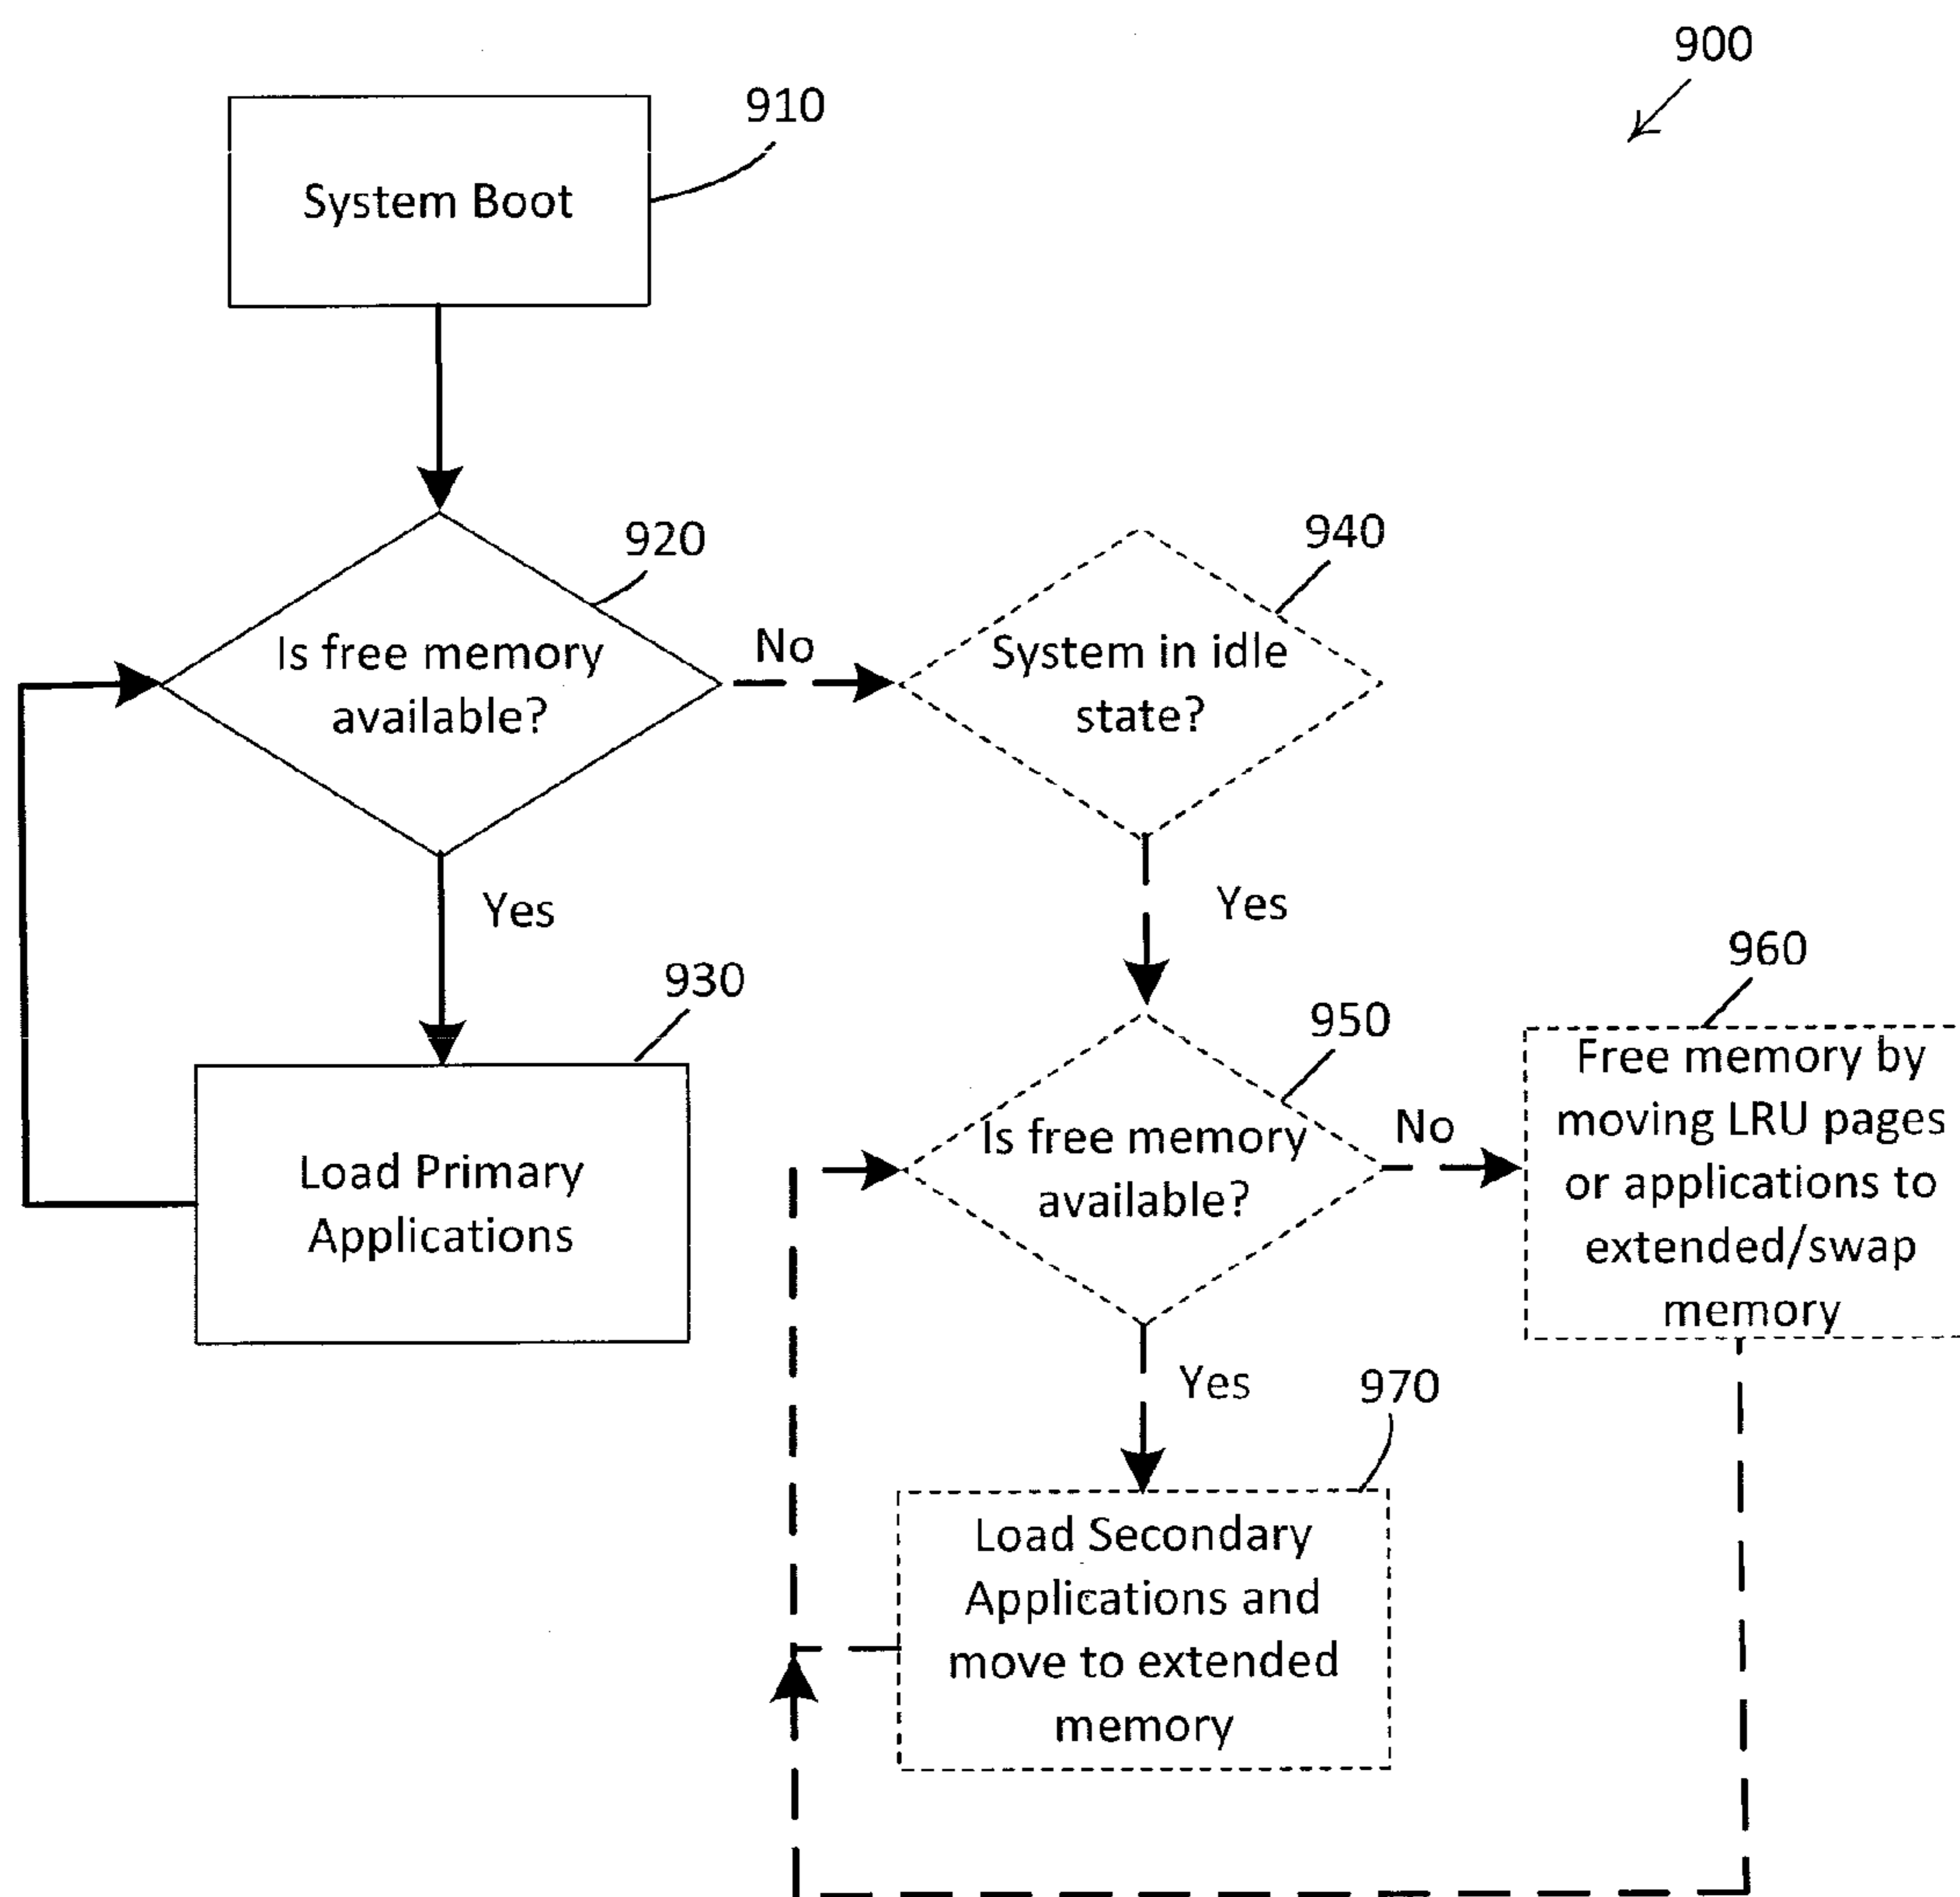 900
910
System Boot
920
Is free memory
available?
No
940
System in idle
state?
Yes
Yes
930
Load Primary
Applications
950
Is free memory
available?
No
960
Free memory by
moving LRU pages
or applications to
extended/swap
memory
Yes
970
Load Secondary
Applications and
move to extended
memory